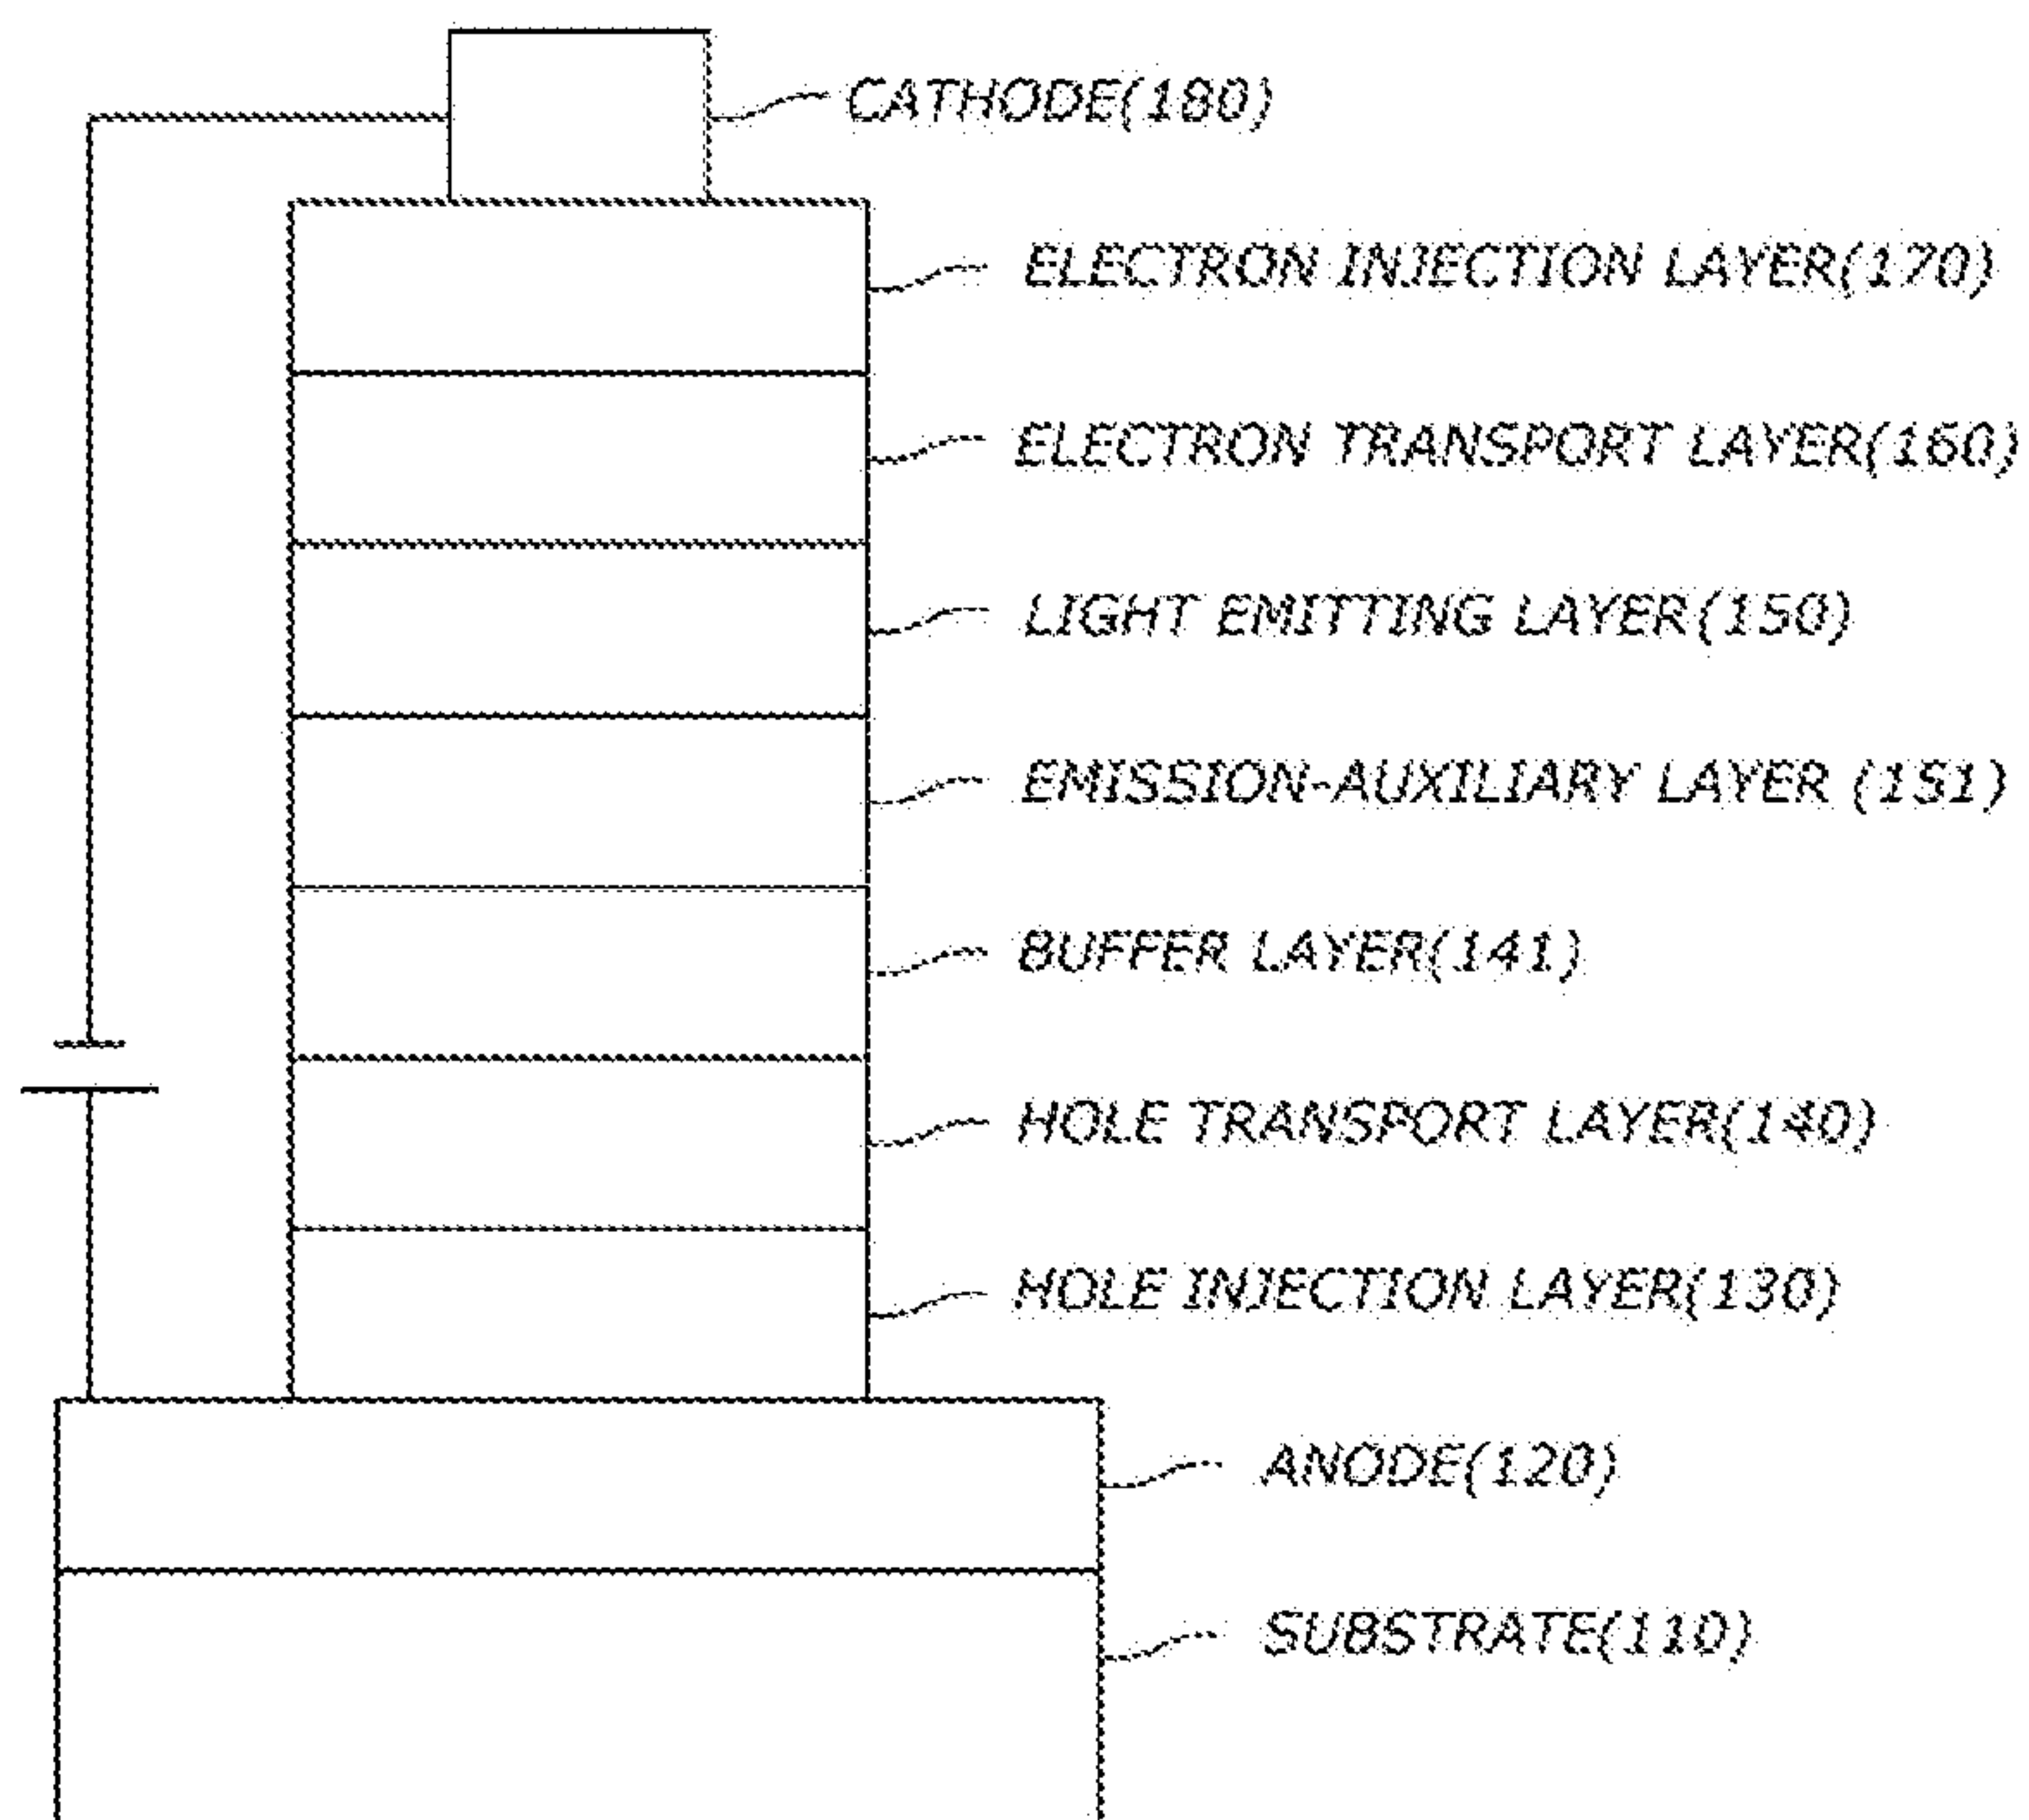 CATHODE(180)
ELECTRON INJECTION LAYER(170)
ELECTRON TRANSPORT LAYER(160)
LIGHT EMITTING LAYER(150)
EMISSION-AUXILIARY LAYER (151)
BUFFER LAYER(141)
HOLE TRANSPORT LAYER(140)
HOLE INJECTION LAYER(130)
ANODE(120)
SUBSTRATE(110)